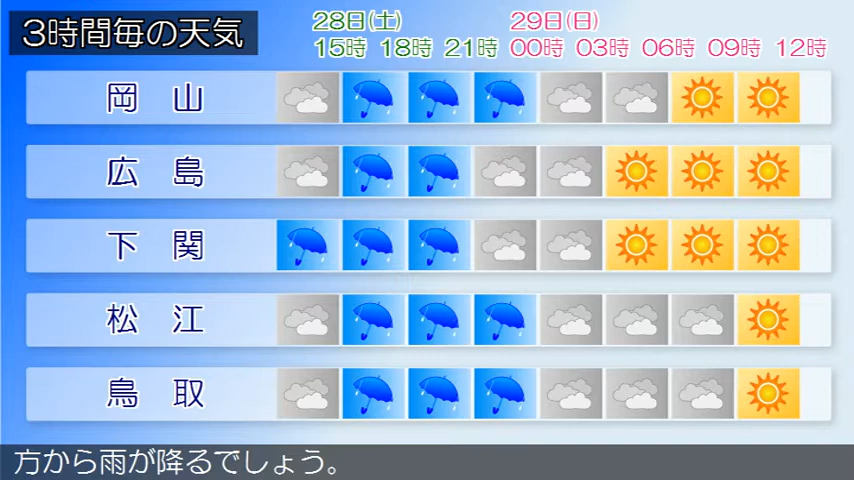 3時間毎の天気
28日(土) 29日(日)
15時 18時 21時 00時 03時 06時 09時 12時
岡山
広島
下関
松江
鳥取
方から雨が降るでしょう。